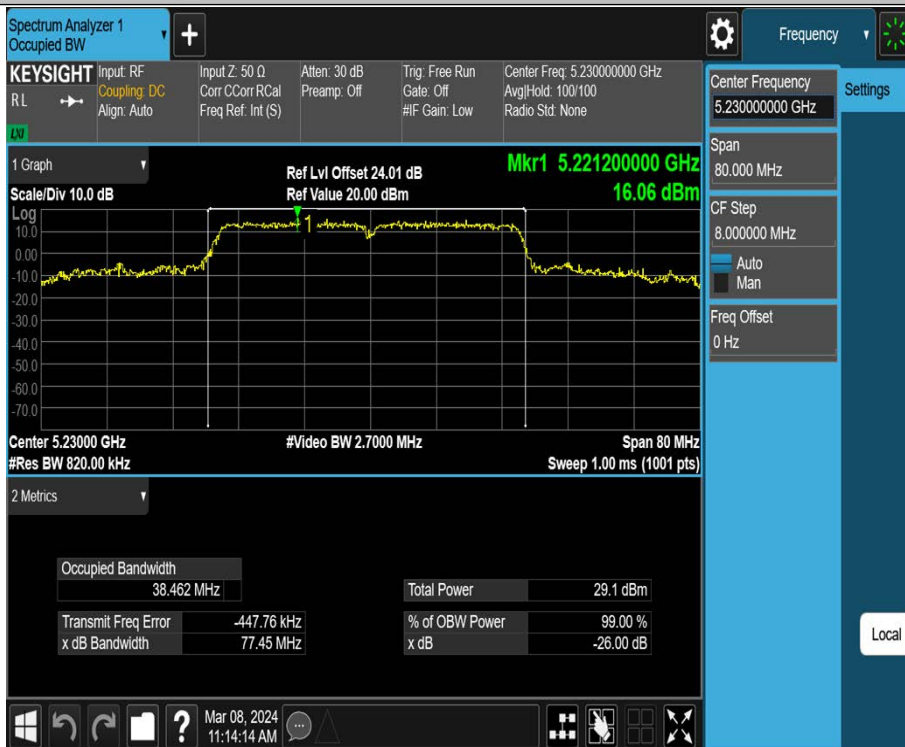 Spectrum Analyzer 1
Occupied BW
+
Frequency
KEYSIGHT
R L
LXI
Input: RF
Coupling: DC
Align: Auto
Input Z: 50 Ω
Corr CCorr RCal
Freq Ref: Int (S)
Atten: 30 dB
Preamp: Off
Trig: Free Run
Gate: Off
#IF Gain: Low
Center Freq: 5.230000000 GHz
Avg|Hold: 100/100
Radio Std: None
Center Frequency
5.230000000 GHz
Settings
Span
80.000 MHz
CF Step
8.000000 MHz
Auto
Man
Freq Offset
0 Hz
1 Graph
Scale/Div 10.0 dB
Ref Lvl Offset 24.01 dB
Ref Value 20.00 dBm
Mkr1 5.221200000 GHz
16.06 dBm
Log
10.0
0.00
-10.0
-20.0
-30.0
-40.0
-50.0
-60.0
-70.0
1
Center 5.23000 GHz
#Res BW 820.00 kHz
#Video BW 2.7000 MHz
Span 80 MHz
Sweep 1.00 ms (1001 pts)
2 Metrics
Occupied Bandwidth
38.462 MHz
Transmit Freq Error -447.76 kHz
x dB Bandwidth 77.45 MHz
Total Power 29.1 dBm
% of OBW Power 99.00 %
x dB -26.00 dB
Local
?
Mar 08, 2024
11:14:14 AM